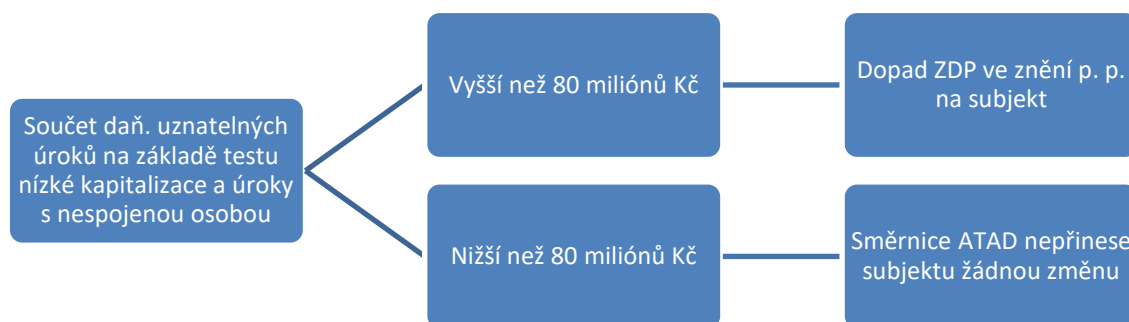 Součet daň. uznatelných
úroků na základě testu
nízké kapitalizace a úroky
s nespojenou osobou
Vyšší než 80 miliónů Kč
Dopad ZDP ve znění p. p.
na subjekt
Nižší než 80 miliónů Kč
Směrnice ATAD nepřinese
subjektu žádnou změnu